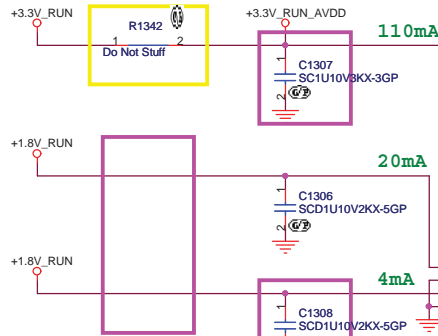 +3.3V_RUN
R1342
1 2
Do Not Stuff
+3.3V_RUN_AVDD
110mA
1
C1307
SC1U10V3KX-3GP
2
G/P
+1.8V_RUN
20mA
1
C1306
SCD1U10V2KX-5GP
2
G/P
+1.8V_RUN
4mA
1
C1308
SCD1U10V2KX-5GP